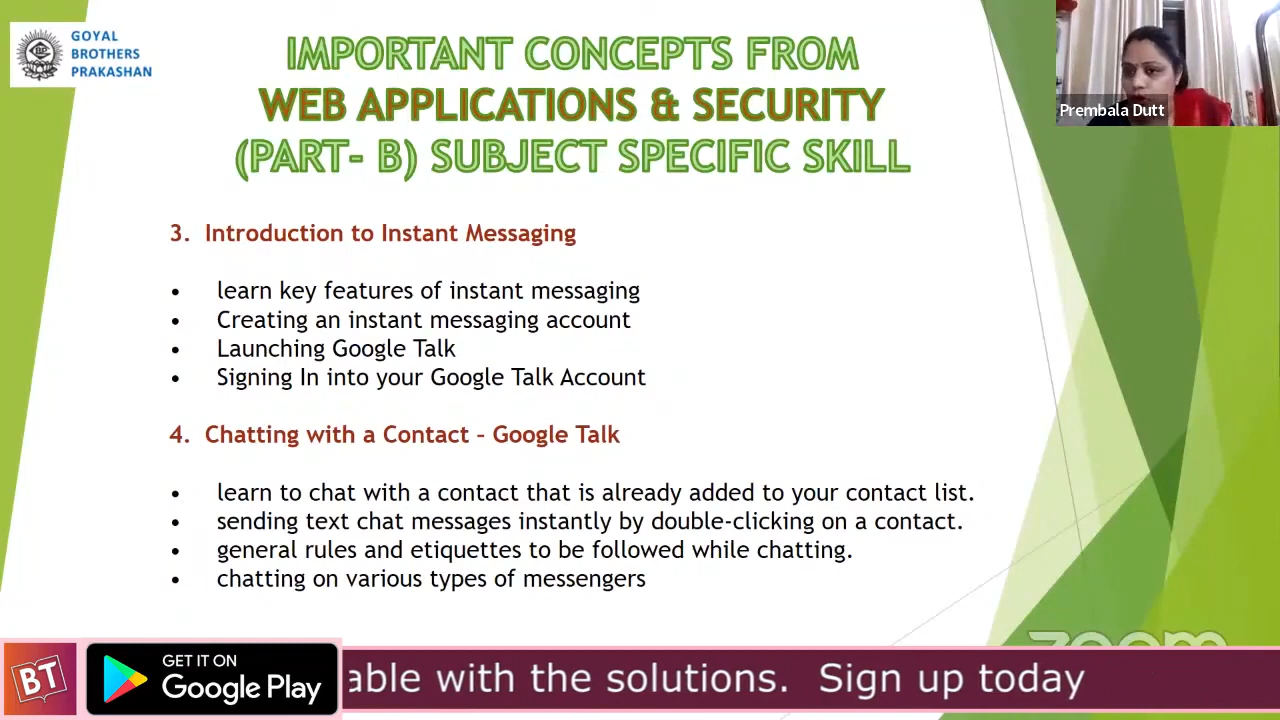 GOYAL
BROTHERS
PRAKASHAN
IMPORTANT CONCEPTS FROM
WEB APPLICATIONS & SECURITY
(PART- B) SUBJECT SPECIFIC SKILL
Prembala Dutt
3. Introduction to Instant Messaging
• learn key features of instant messaging
• Creating an instant messaging account
• Launching Google Talk
• Signing In into your Google Talk Account
4. Chatting with a Contact – Google Talk
• learn to chat with a contact that is already added to your contact list.
• sending text chat messages instantly by double-clicking on a contact.
• general rules and etiquettes to be followed while chatting.
• chatting on various types of messengers
zoom
BT
GET IT ON
Google Play
able with the solutions. Sign up today